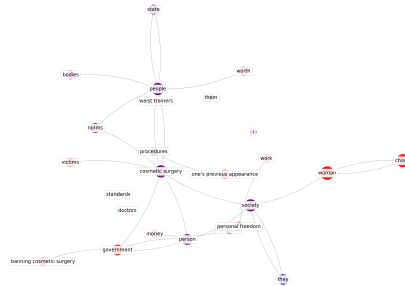 state
bodies
worth
people
waist trainers
them
norms
procedures
victims
work
cosmetic surgery
one's previous appearance
woman
standards
society
doctors
personal freedom
money
person
government
banning cosmetic surgery
they